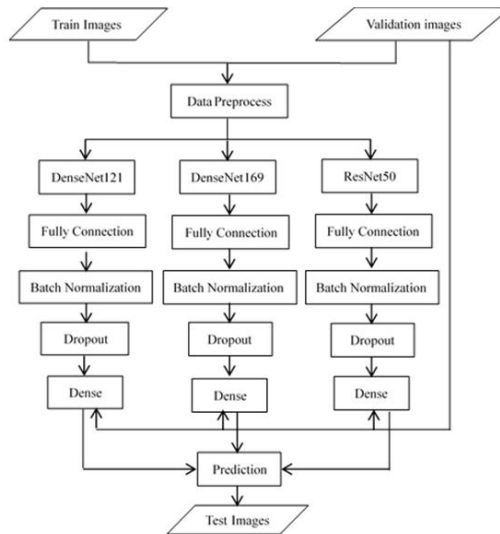 Train Images
Validation images
Data Preprocess
DenseNet121
DenseNet169
ResNet50
Fully Connection
Fully Connection
Fully Connection
Batch Normalization
Batch Normalization
Batch Normalization
Dropout
Dropout
Dropout
Dense
Dense
Dense
Prediction
Test Images